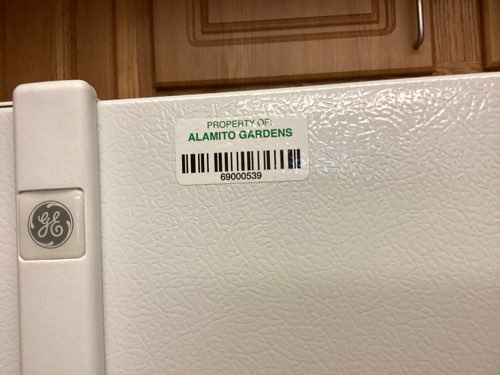 PROPERTY OF:
ALAMITO GARDENS
69000539
GE